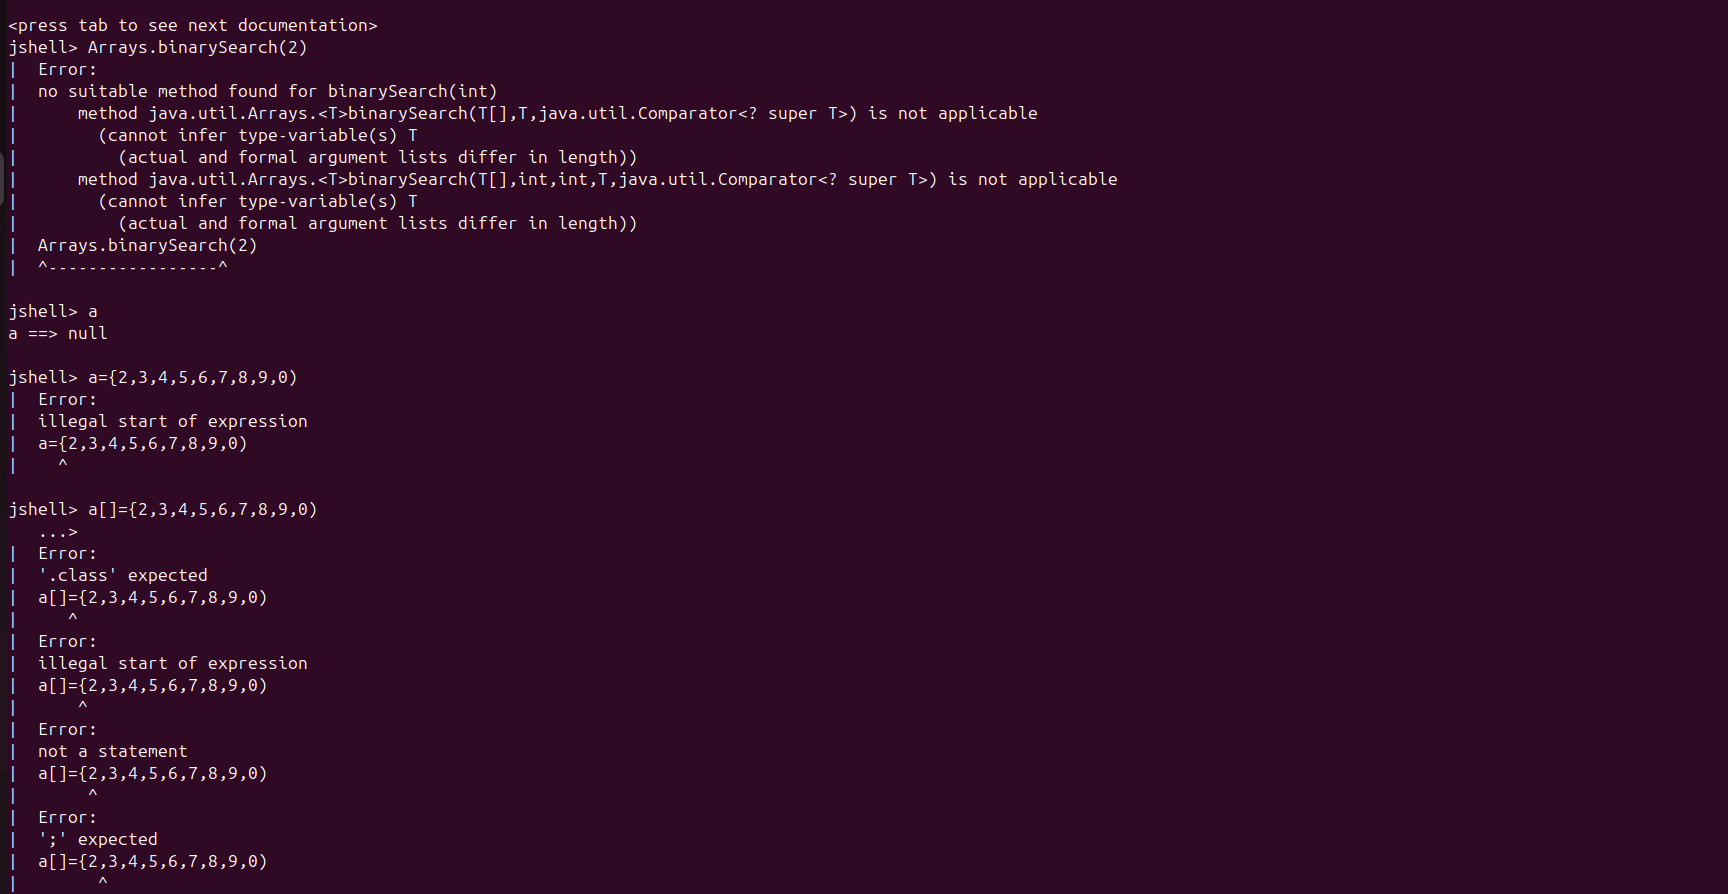 <press tab to see next documentation>
jshell> Arrays.binarySearch(2)
|  Error:
|  no suitable method found for binarySearch(int)
|      method java.util.Arrays.<T>binarySearch(T[],T,java.util.Comparator<? super T>) is not applicable
|        (cannot infer type-variable(s) T
|          (actual and formal argument lists differ in length))
|      method java.util.Arrays.<T>binarySearch(T[],int,int,T,java.util.Comparator<? super T>) is not applicable
|        (cannot infer type-variable(s) T
|          (actual and formal argument lists differ in length))
|  Arrays.binarySearch(2)
|  ^-----------------^
jshell> a
a ==> null
jshell> a={2,3,4,5,6,7,8,9,0)
|  Error:
|  illegal start of expression
|  a={2,3,4,5,6,7,8,9,0)
|    ^
jshell> a[]={2,3,4,5,6,7,8,9,0)
   ...>
|  Error:
|  '.class' expected
|  a[]={2,3,4,5,6,7,8,9,0)
|     ^
|  Error:
|  illegal start of expression
|  a[]={2,3,4,5,6,7,8,9,0)
|      ^
|  Error:
|  not a statement
|  a[]={2,3,4,5,6,7,8,9,0)
|       ^
|  Error:
|  ';' expected
|  a[]={2,3,4,5,6,7,8,9,0)
|        ^